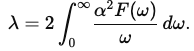 λ = 2 ∫₀^∞ α²F(ω)/ω dω.